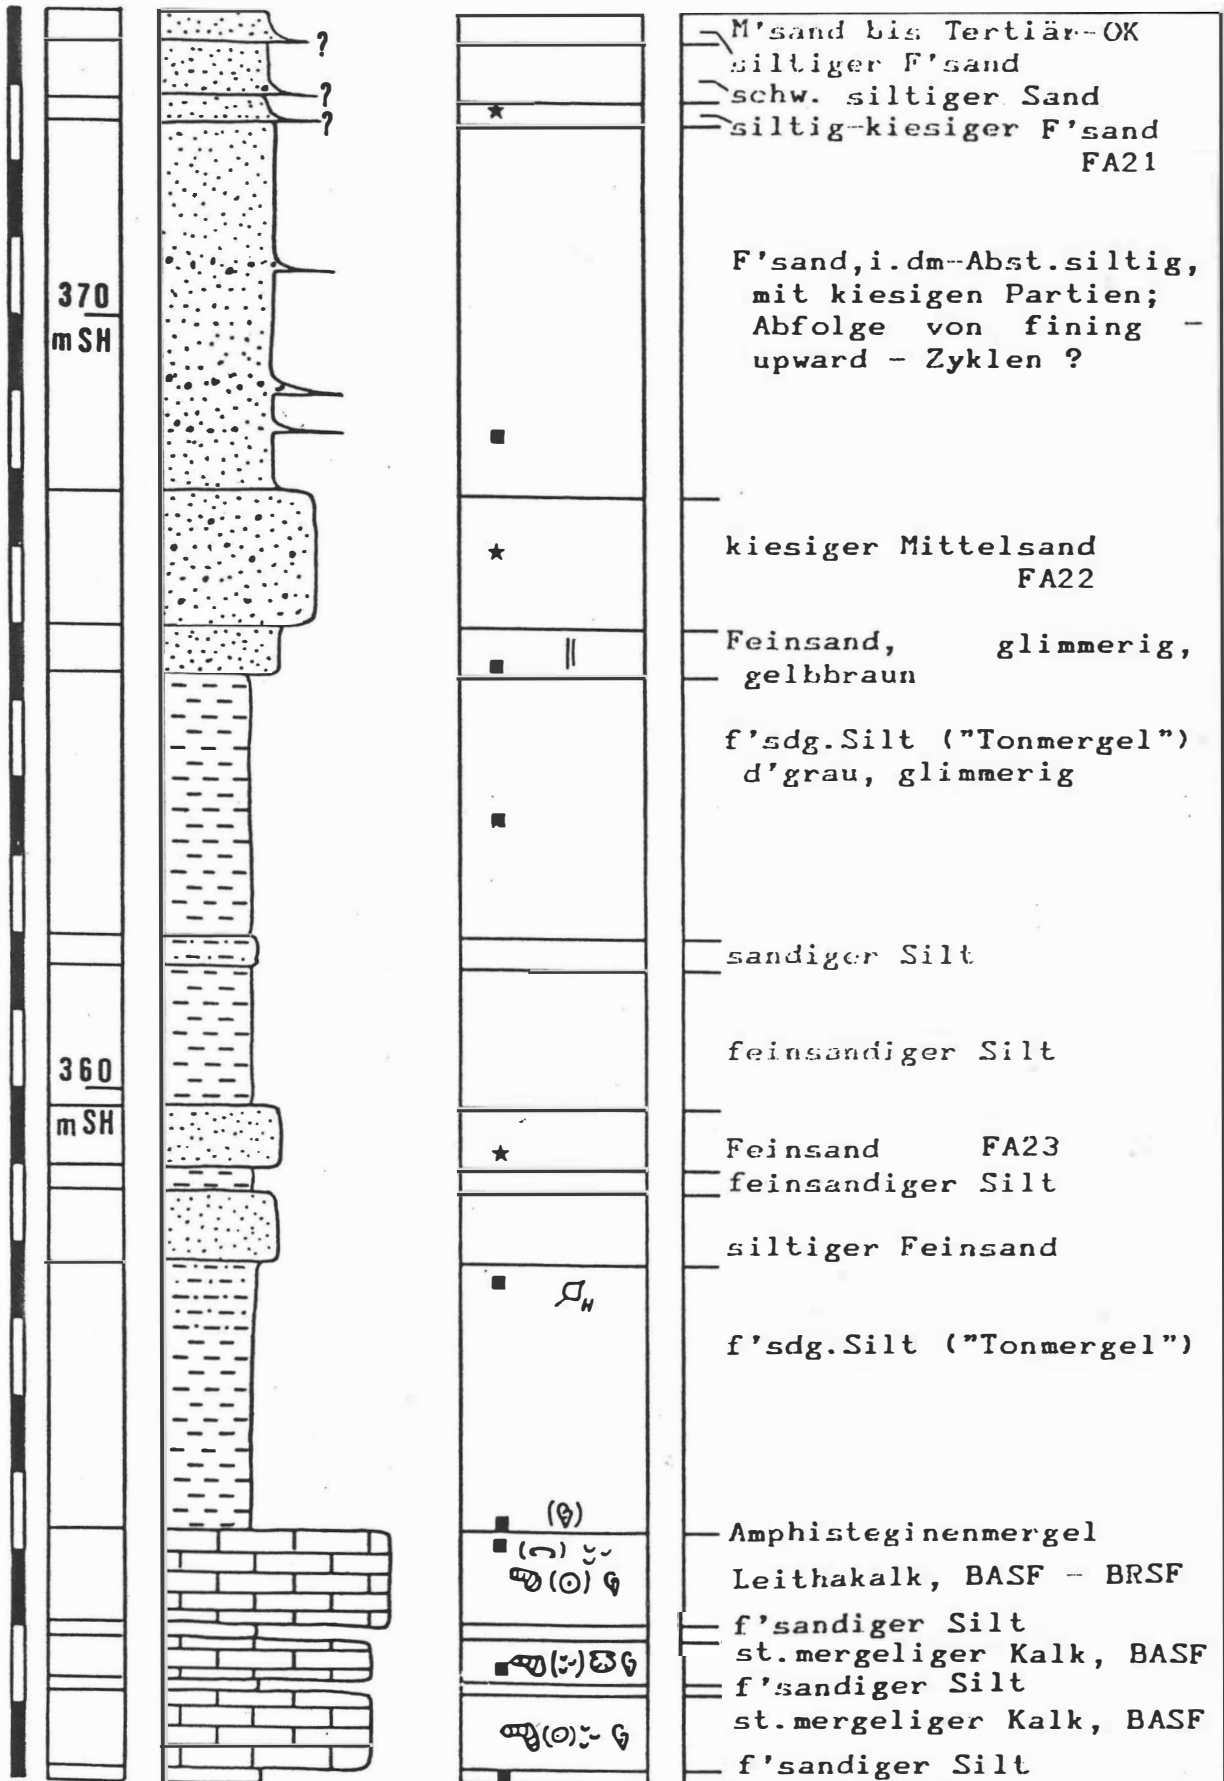 M'sand bis Tertiär-OK
siltiger F'sand
schw. siltiger Sand
siltig-kiesiger F'sand
FA21
?
?
?
F'sand,i.dm-Abst.siltig,
mit kiesigen Partien;
Abfolge von fining -
upward - Zyklen ?
370
mSH
kiesiger Mittelsand
FA22
Feinsand, glimmerig,
gelbbraun
f'sdg.Silt ("Tonmergel")
d'grau, glimmerig
sandiger Silt
feinsandiger Silt
360
mSH
Feinsand FA23
feinsandiger Silt
siltiger Feinsand
H
f'sdg.Silt ("Tonmergel")
Amphisteginenmergel
Leithakalk, BASF - BRSF
f'sandiger Silt
st.mergeliger Kalk, BASF
f'sandiger Silt
st.mergeliger Kalk, BASF
f'sandiger Silt